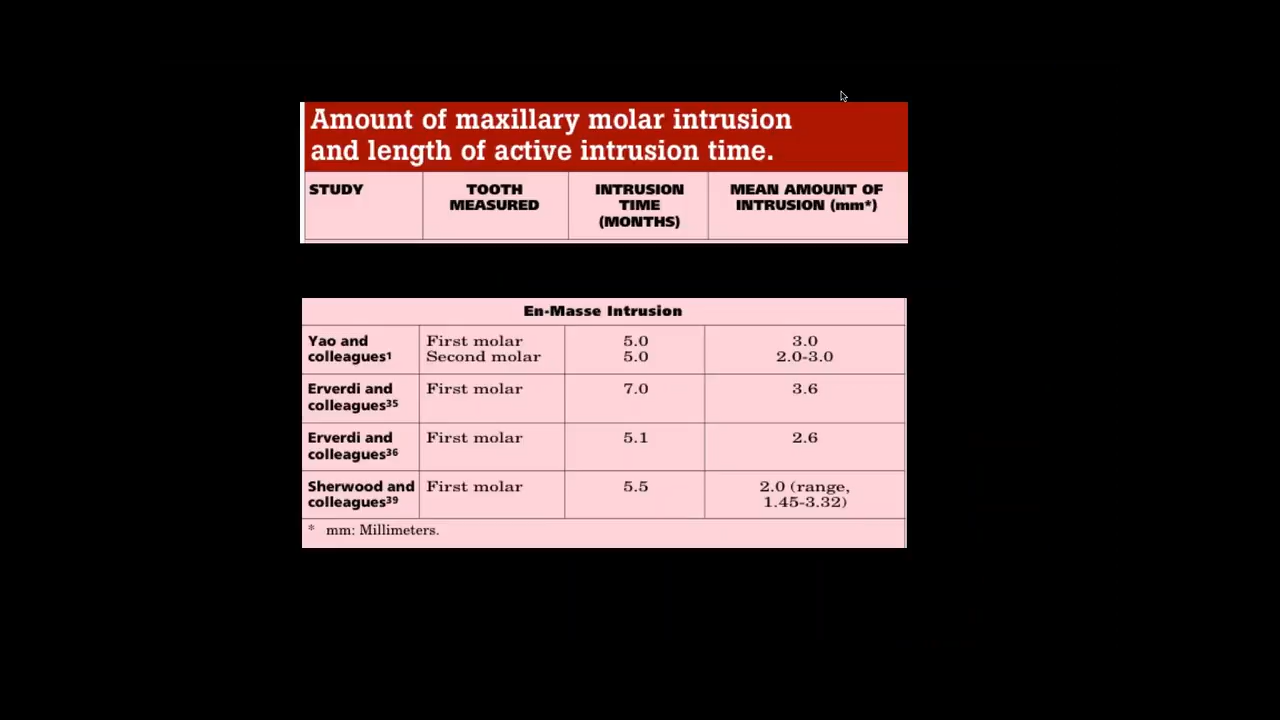 Amount of maxillary molar intrusion
and length of active intrusion time.
STUDY TOOTH MEASURED INTRUSION TIME (MONTHS) MEAN AMOUNT OF INTRUSION (mm*)
En-Masse Intrusion
Yao and First molar 5.0 3.0
colleagues¹ Second molar 5.0 2.0-3.0
Erverdi and First molar 7.0 3.6
colleagues³⁵
Erverdi and First molar 5.1 2.6
colleagues³⁶
Sherwood and First molar 5.5 2.0 (range,
colleagues³⁹ 1.45-3.32)
* mm: Millimeters.